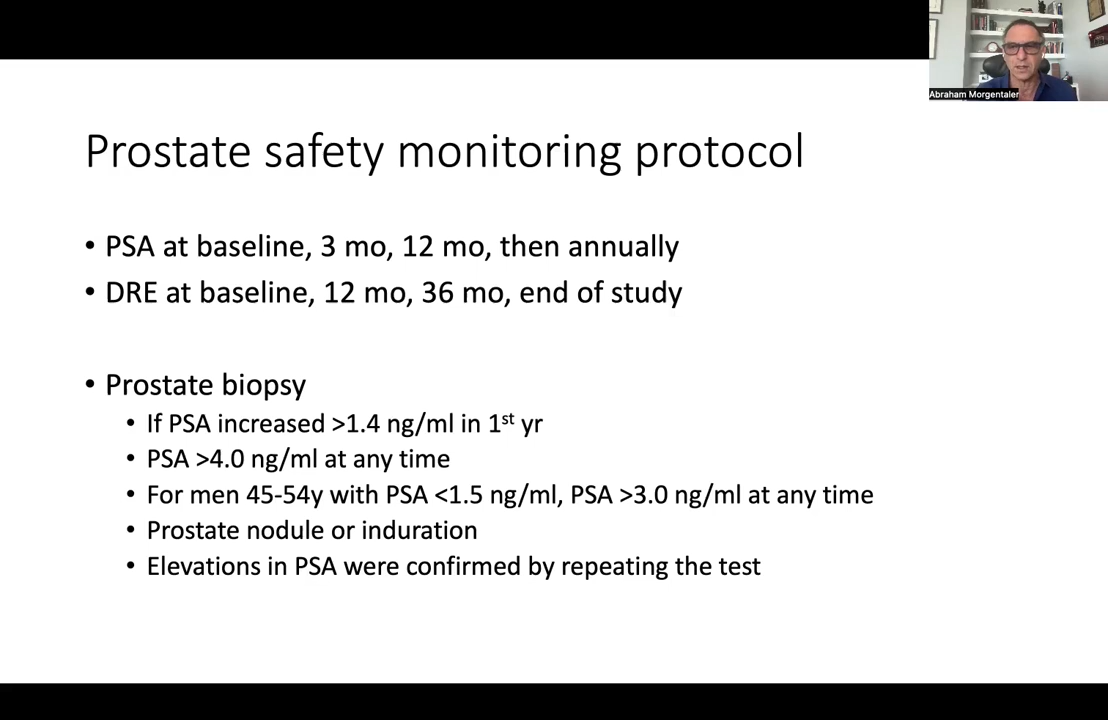 Abraham Morgentaler
Prostate safety monitoring protocol
• PSA at baseline, 3 mo, 12 mo, then annually
• DRE at baseline, 12 mo, 36 mo, end of study
• Prostate biopsy
• If PSA increased >1.4 ng/ml in 1st yr
• PSA >4.0 ng/ml at any time
• For men 45-54y with PSA <1.5 ng/ml, PSA >3.0 ng/ml at any time
• Prostate nodule or induration
• Elevations in PSA were confirmed by repeating the test